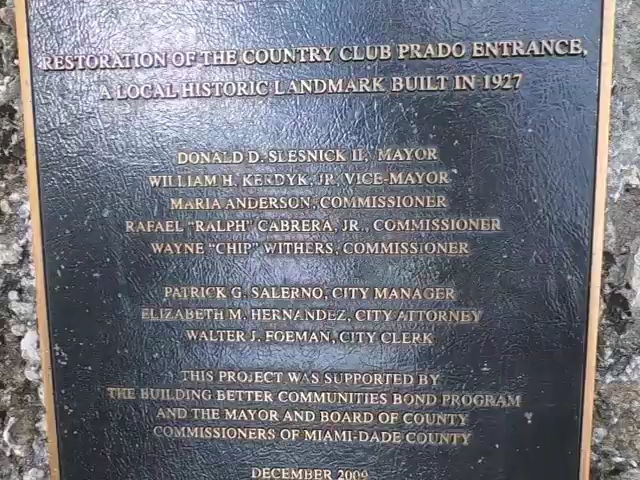 RESTORATION OF THE COUNTRY CLUB PRADO ENTRANCE,
A LOCAL HISTORIC LANDMARK BUILT IN 1927
DONALD D. SLESNICK II, MAYOR
WILLIAM H. KERDYK, JR. VICE-MAYOR
MARIA ANDERSON, COMMISSIONER
RAFAEL "RALPH" CABRERA, JR., COMMISSIONER
WAYNE "CHIP" WITHERS, COMMISSIONER
PATRICK G. SALERNO, CITY MANAGER
ELIZABETH M. HERNANDEZ, CITY ATTORNEY
WALTER J. FOEMAN, CITY CLERK
THIS PROJECT WAS SUPPORTED BY
THE BUILDING BETTER COMMUNITIES BOND PROGRAM
AND THE MAYOR AND BOARD OF COUNTY
COMMISSIONERS OF MIAMI-DADE COUNTY
DECEMBER 2009